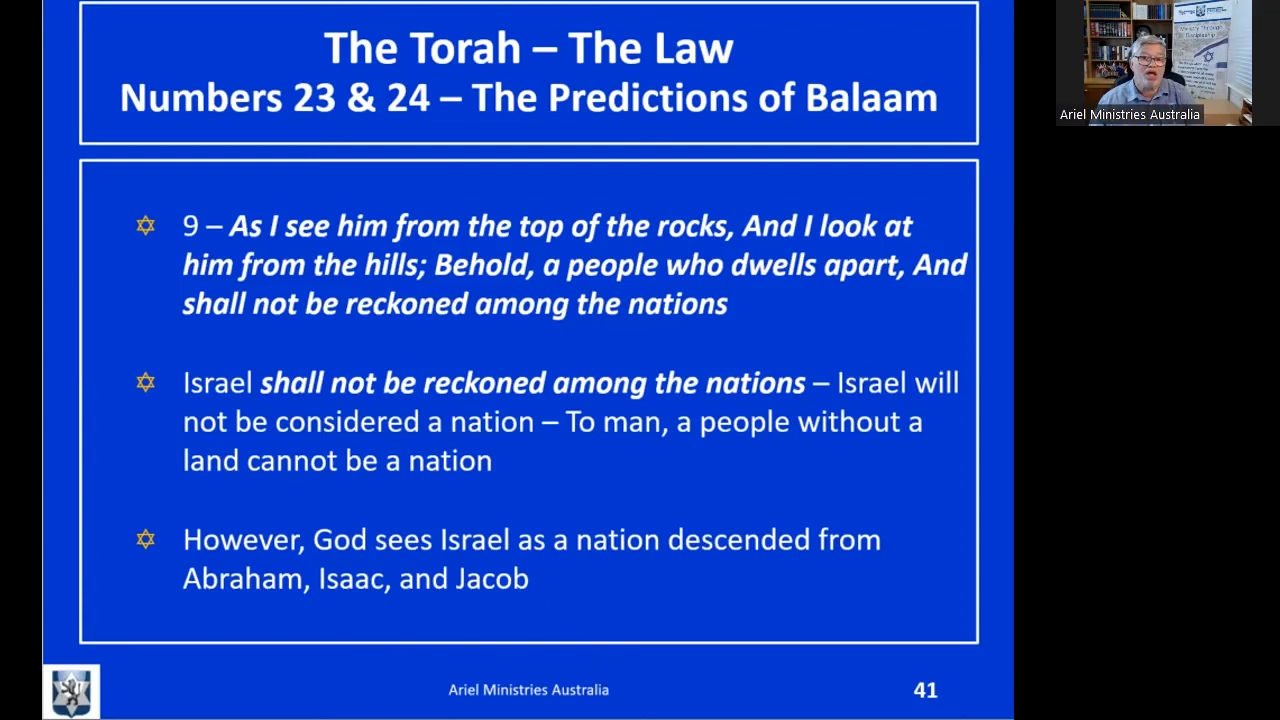 The Torah – The Law
Numbers 23 & 24 – The Predictions of Balaam
9 – As I see him from the top of the rocks, And I look at
him from the hills; Behold, a people who dwells apart, And
shall not be reckoned among the nations
Israel shall not be reckoned among the nations – Israel will
not be considered a nation – To man, a people without a
land cannot be a nation
However, God sees Israel as a nation descended from
Abraham, Isaac, and Jacob
Ariel Ministries Australia
41
Ariel Ministries Australia